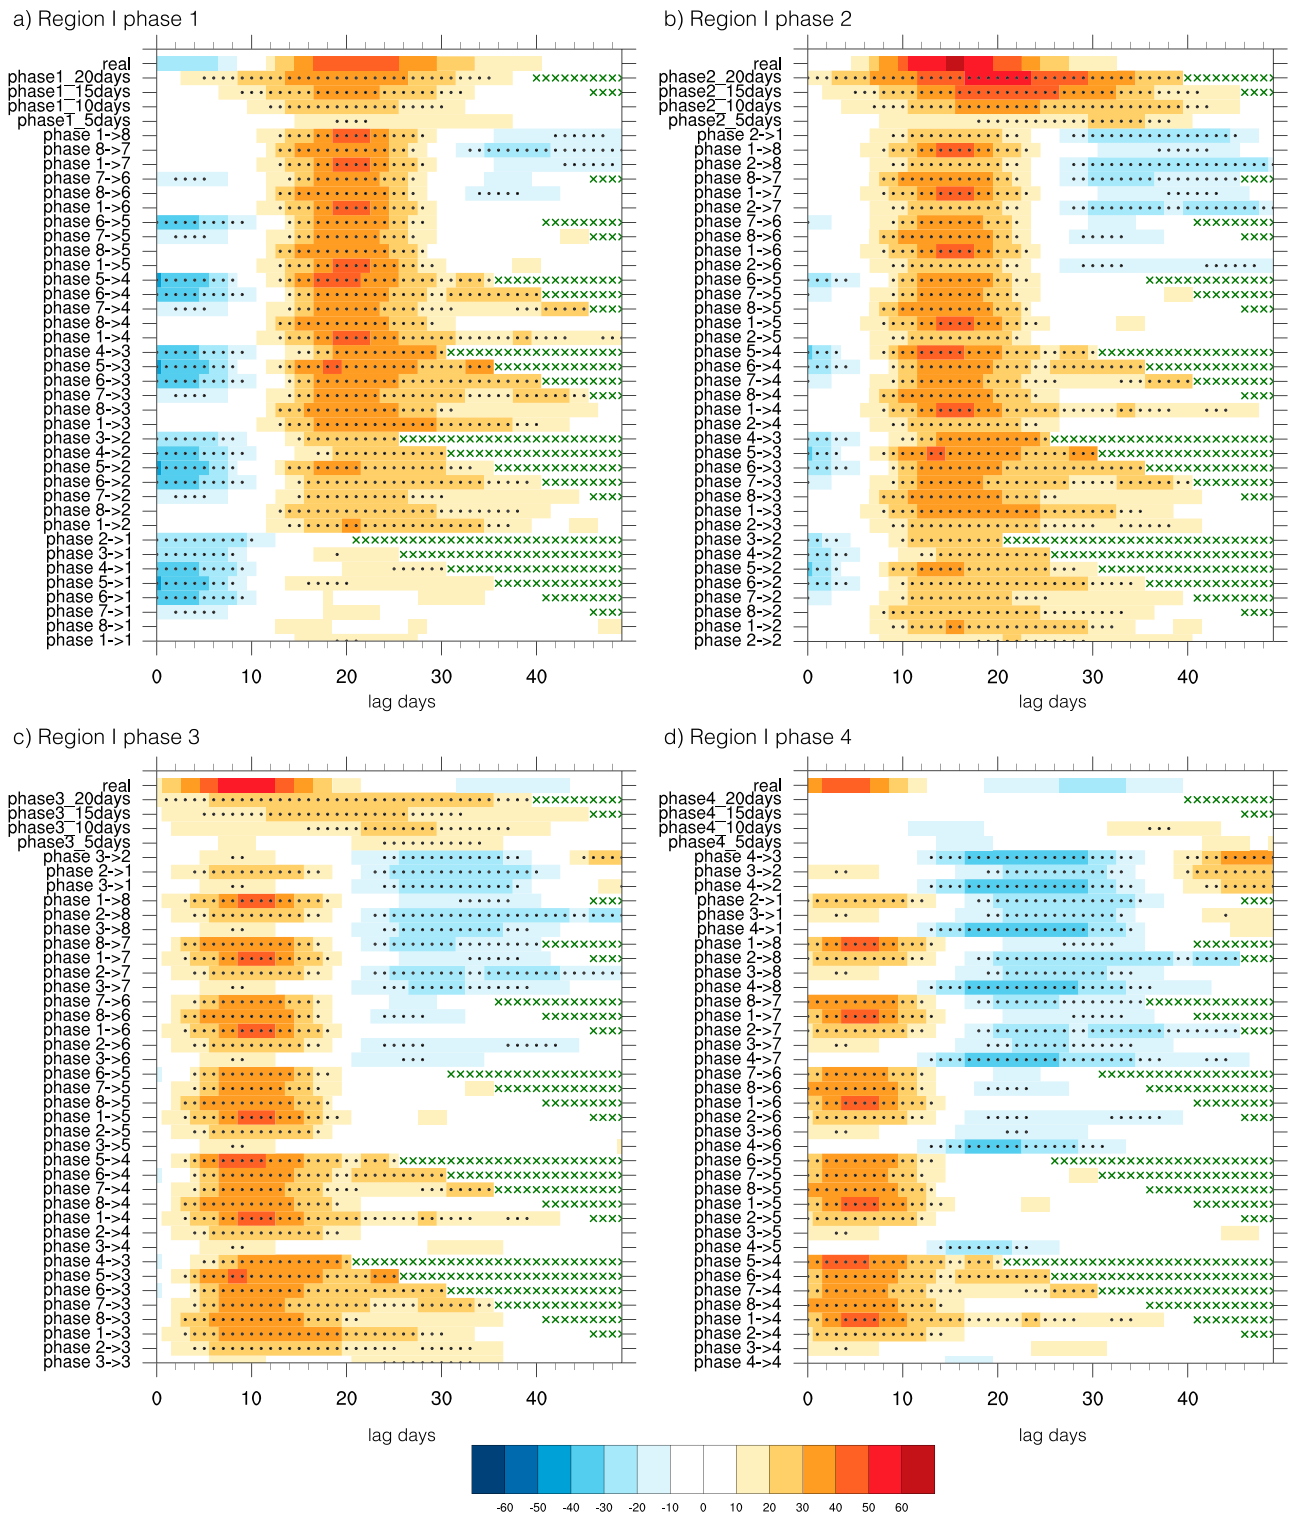 a) Region I phase 1
real
phase1_20days
phase1_15days
phase1_10days
phase1_5days
phase 1->8
phase 8->7
phase 1->7
phase 7->6
phase 8->6
phase 1->6
phase 6->5
phase 7->5
phase 8->5
phase 1->5
phase 5->4
phase 6->4
phase 7->4
phase 8->4
phase 1->4
phase 4->3
phase 5->3
phase 6->3
phase 7->3
phase 8->3
phase 1->3
phase 3->2
phase 4->2
phase 5->2
phase 6->2
phase 7->2
phase 8->2
phase 1->2
phase 2->1
phase 3->1
phase 4->1
phase 5->1
phase 6->1
phase 7->1
phase 8->1
phase 1->1
0 10 20 30 40
lag days
b) Region I phase 2
real
phase2_20days
phase2_15days
phase2_10days
phase2_5days
phase 2->1
phase 1->8
phase 2->8
phase 8->7
phase 1->7
phase 2->7
phase 7->6
phase 8->6
phase 1->6
phase 2->6
phase 6->5
phase 7->5
phase 8->5
phase 1->5
phase 2->5
phase 5->4
phase 6->4
phase 7->4
phase 8->4
phase 1->4
phase 2->4
phase 4->3
phase 5->3
phase 6->3
phase 7->3
phase 8->3
phase 1->3
phase 2->3
phase 3->2
phase 4->2
phase 5->2
phase 6->2
phase 7->2
phase 8->2
phase 1->2
phase 2->2
0 10 20 30 40
lag days
c) Region I phase 3
real
phase3_20days
phase3_15days
phase3_10days
phase3_5days
phase 3->2
phase 2->1
phase 3->1
phase 1->8
phase 2->8
phase 3->8
phase 8->7
phase 1->7
phase 2->7
phase 3->7
phase 7->6
phase 8->6
phase 1->6
phase 2->6
phase 3->6
phase 6->5
phase 7->5
phase 8->5
phase 1->5
phase 2->5
phase 3->5
phase 5->4
phase 6->4
phase 7->4
phase 8->4
phase 1->4
phase 2->4
phase 3->4
phase 4->3
phase 5->3
phase 6->3
phase 7->3
phase 8->3
phase 1->3
phase 2->3
phase 3->3
0 10 20 30 40
lag days
d) Region I phase 4
real
phase4_20days
phase4_15days
phase4_10days
phase4_5days
phase 4->3
phase 3->2
phase 4->2
phase 2->1
phase 3->1
phase 4->1
phase 1->8
phase 2->8
phase 3->8
phase 4->8
phase 8->7
phase 1->7
phase 2->7
phase 3->7
phase 4->7
phase 7->6
phase 8->6
phase 1->6
phase 2->6
phase 3->6
phase 4->6
phase 6->5
phase 7->5
phase 8->5
phase 1->5
phase 2->5
phase 3->5
phase 4->5
phase 5->4
phase 6->4
phase 7->4
phase 8->4
phase 1->4
phase 2->4
phase 3->4
phase 4->4
0 10 20 30 40
lag days
-60 -50 -40 -30 -20 -10 0 10 20 30 40 50 60